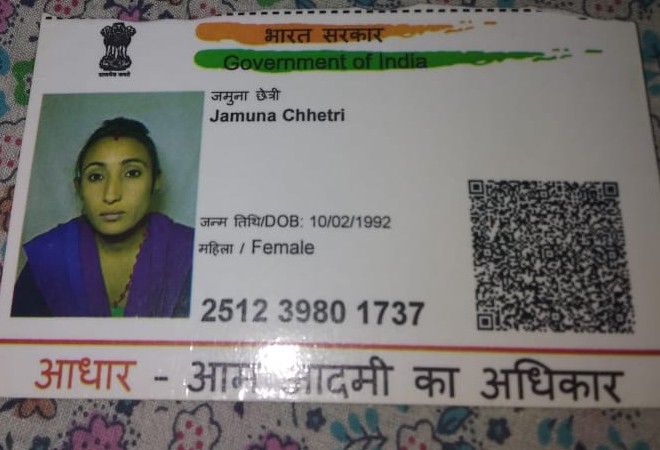 भारत सरकार
Government of India
सत्यमेव जयते
जमुना छेत्री
Jamuna Chhetri
जन्म तिथि/DOB: 10/02/1992
महिला / Female
2512 3980 1737
आधार - आम आदमी का अधिकार